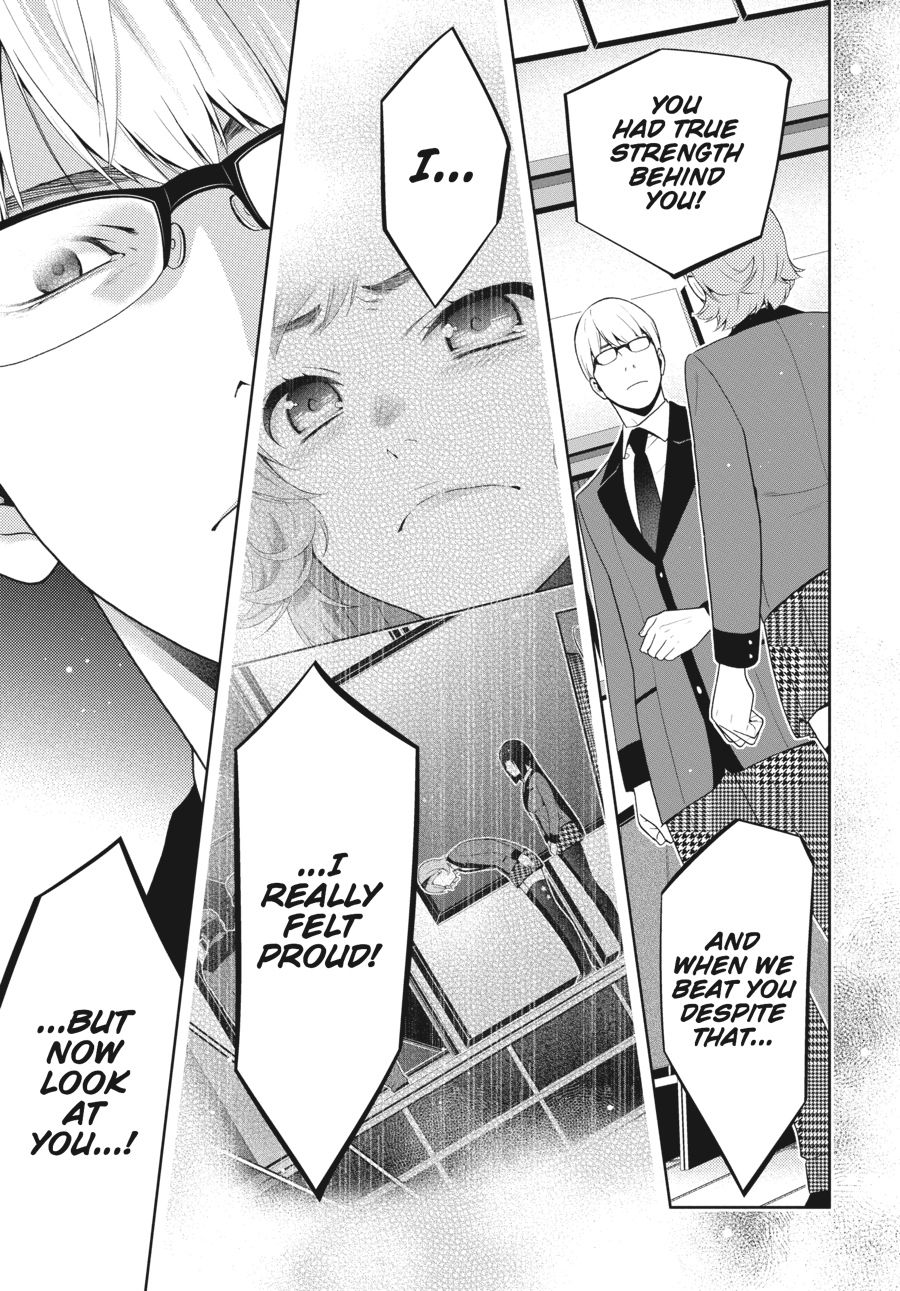 YOU
HAD TRUE
STRENGTH
BEHIND
YOU!
AND
WHEN WE
BEAT YOU
DESPITE
THAT...
I...
...I
REALLY
FELT
PROUD!
...BUT
NOW
LOOK
AT
YOU...!